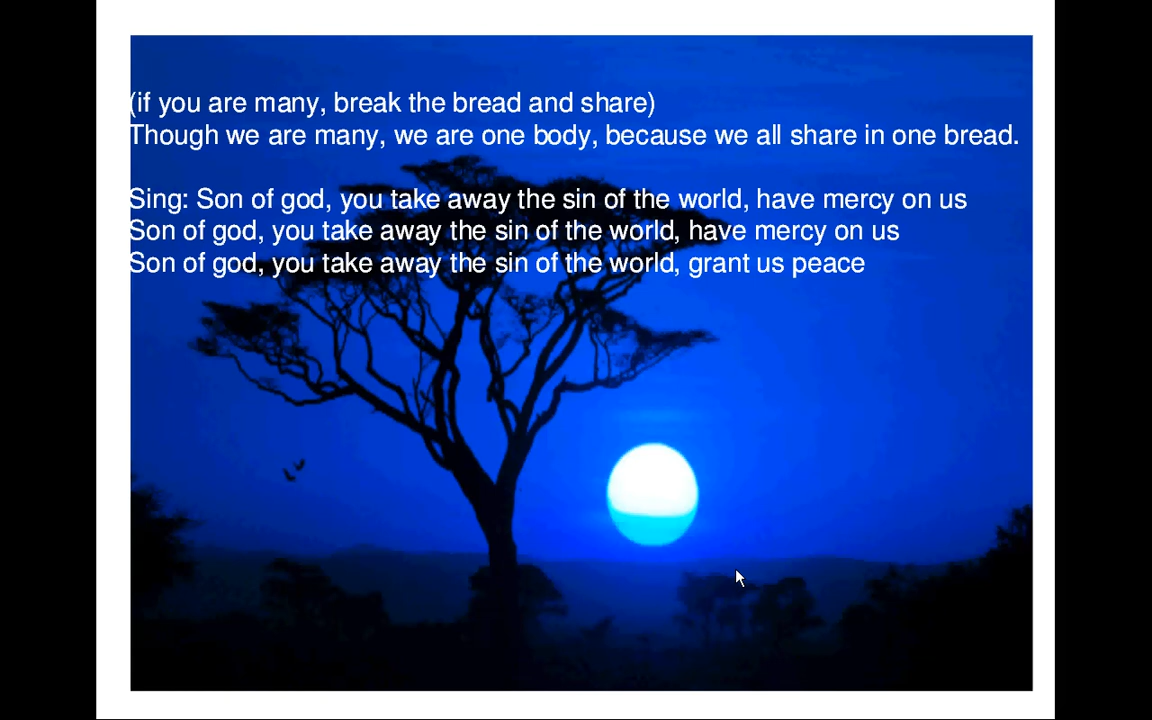 (if you are many, break the bread and share)
Though we are many, we are one body, because we all share in one bread.
Sing: Son of god, you take away the sin of the world, have mercy on us
Son of god, you take away the sin of the world, have mercy on us
Son of god, you take away the sin of the world, grant us peace